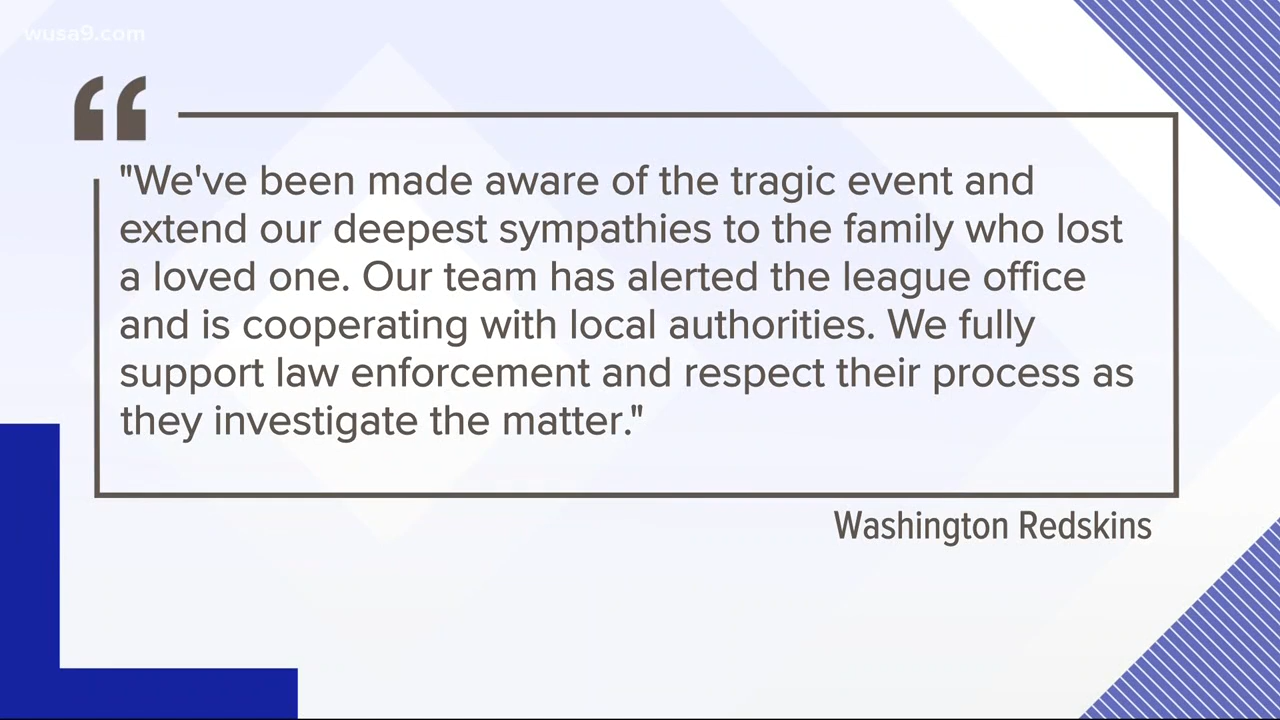 wusa9.com
"We've been made aware of the tragic event and
extend our deepest sympathies to the family who lost
a loved one. Our team has alerted the league office
and is cooperating with local authorities. We fully
support law enforcement and respect their process as
they investigate the matter."
Washington Redskins